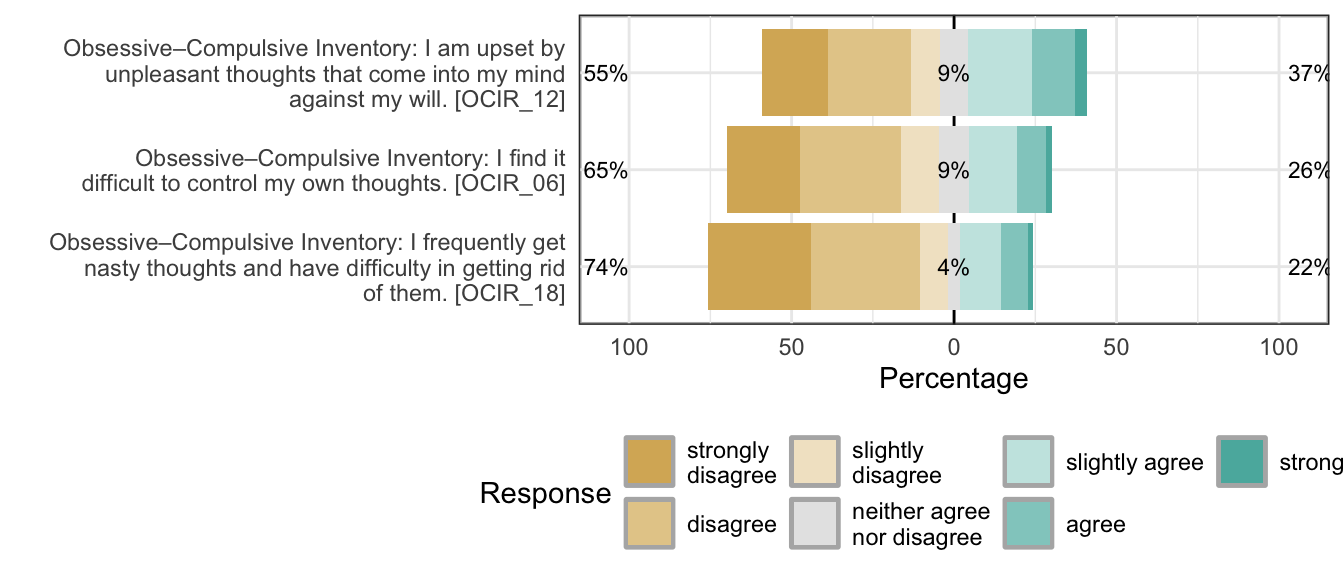 Obsessive–Compulsive Inventory: I am upset by
unpleasant thoughts that come into my mind
against my will. [OCIR_12]
55%
9%
37%
Obsessive–Compulsive Inventory: I find it
difficult to control my own thoughts. [OCIR_06]
65%
9%
26%
Obsessive–Compulsive Inventory: I frequently get
nasty thoughts and have difficulty in getting rid
of them. [OCIR_18]
74%
4%
22%
100 50 0 50 100
Percentage
Response
strongly
disagree
disagree
slightly
disagree
neither agree
nor disagree
slightly agree
agree
strong